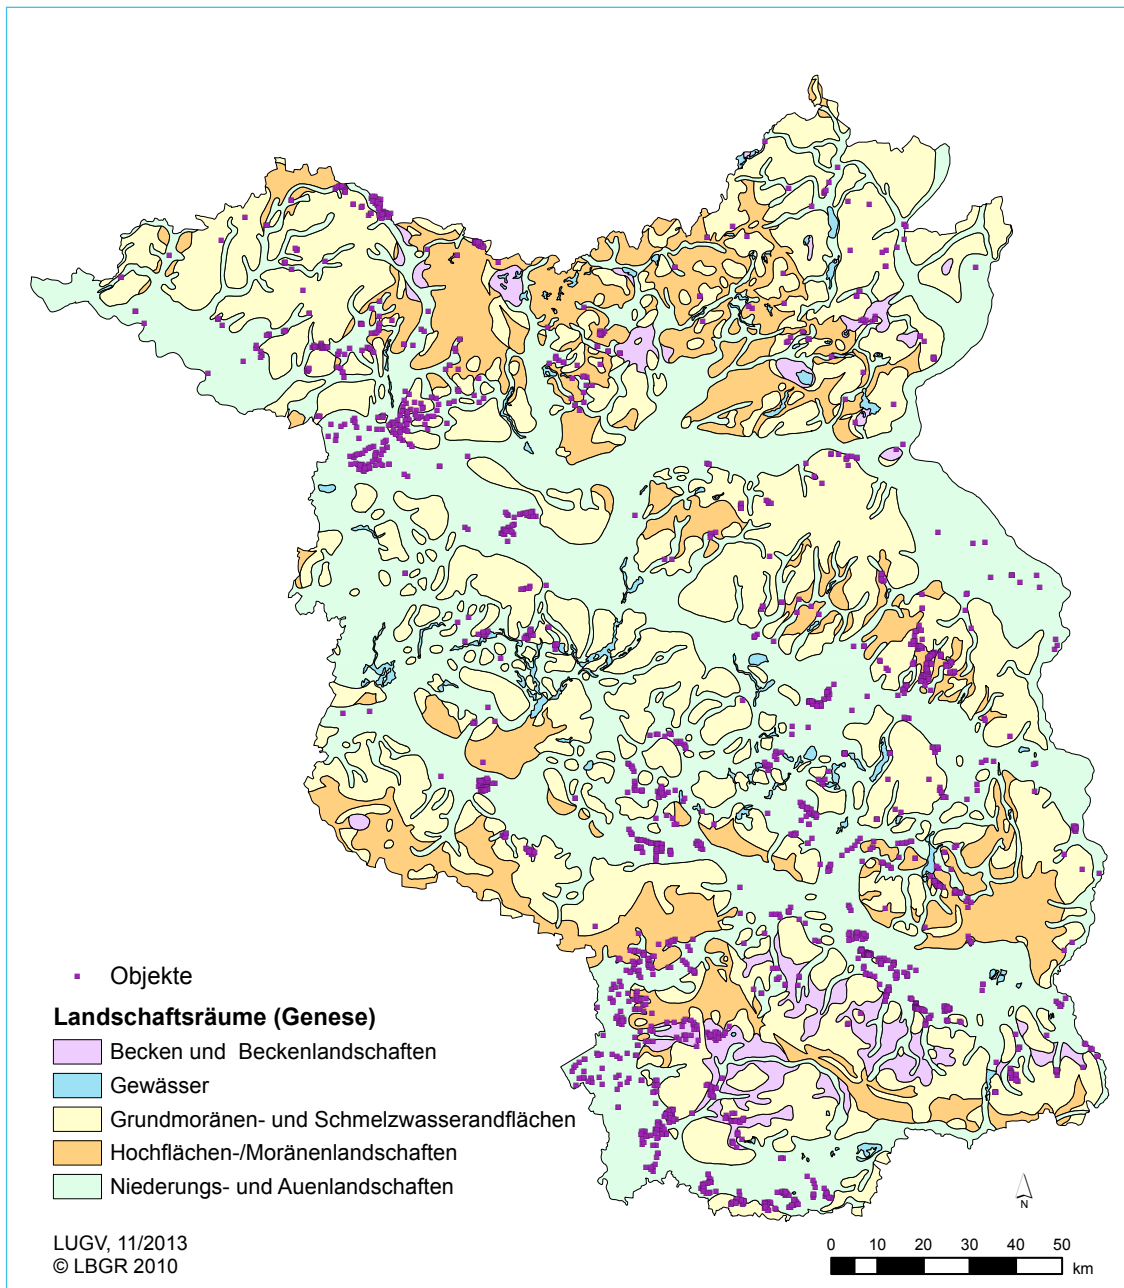 Objekte
Landschaftsräume (Genese)
Becken und Beckenlandschaften
Gewässer
Grundmoränen- und Schmelzwasserandflächen
Hochflächen-/Moränenlandschaften
Niederungs- und Auenlandschaften
LUGV, 11/2013
© LBGR 2010
N
0 10 20 30 40 50
km